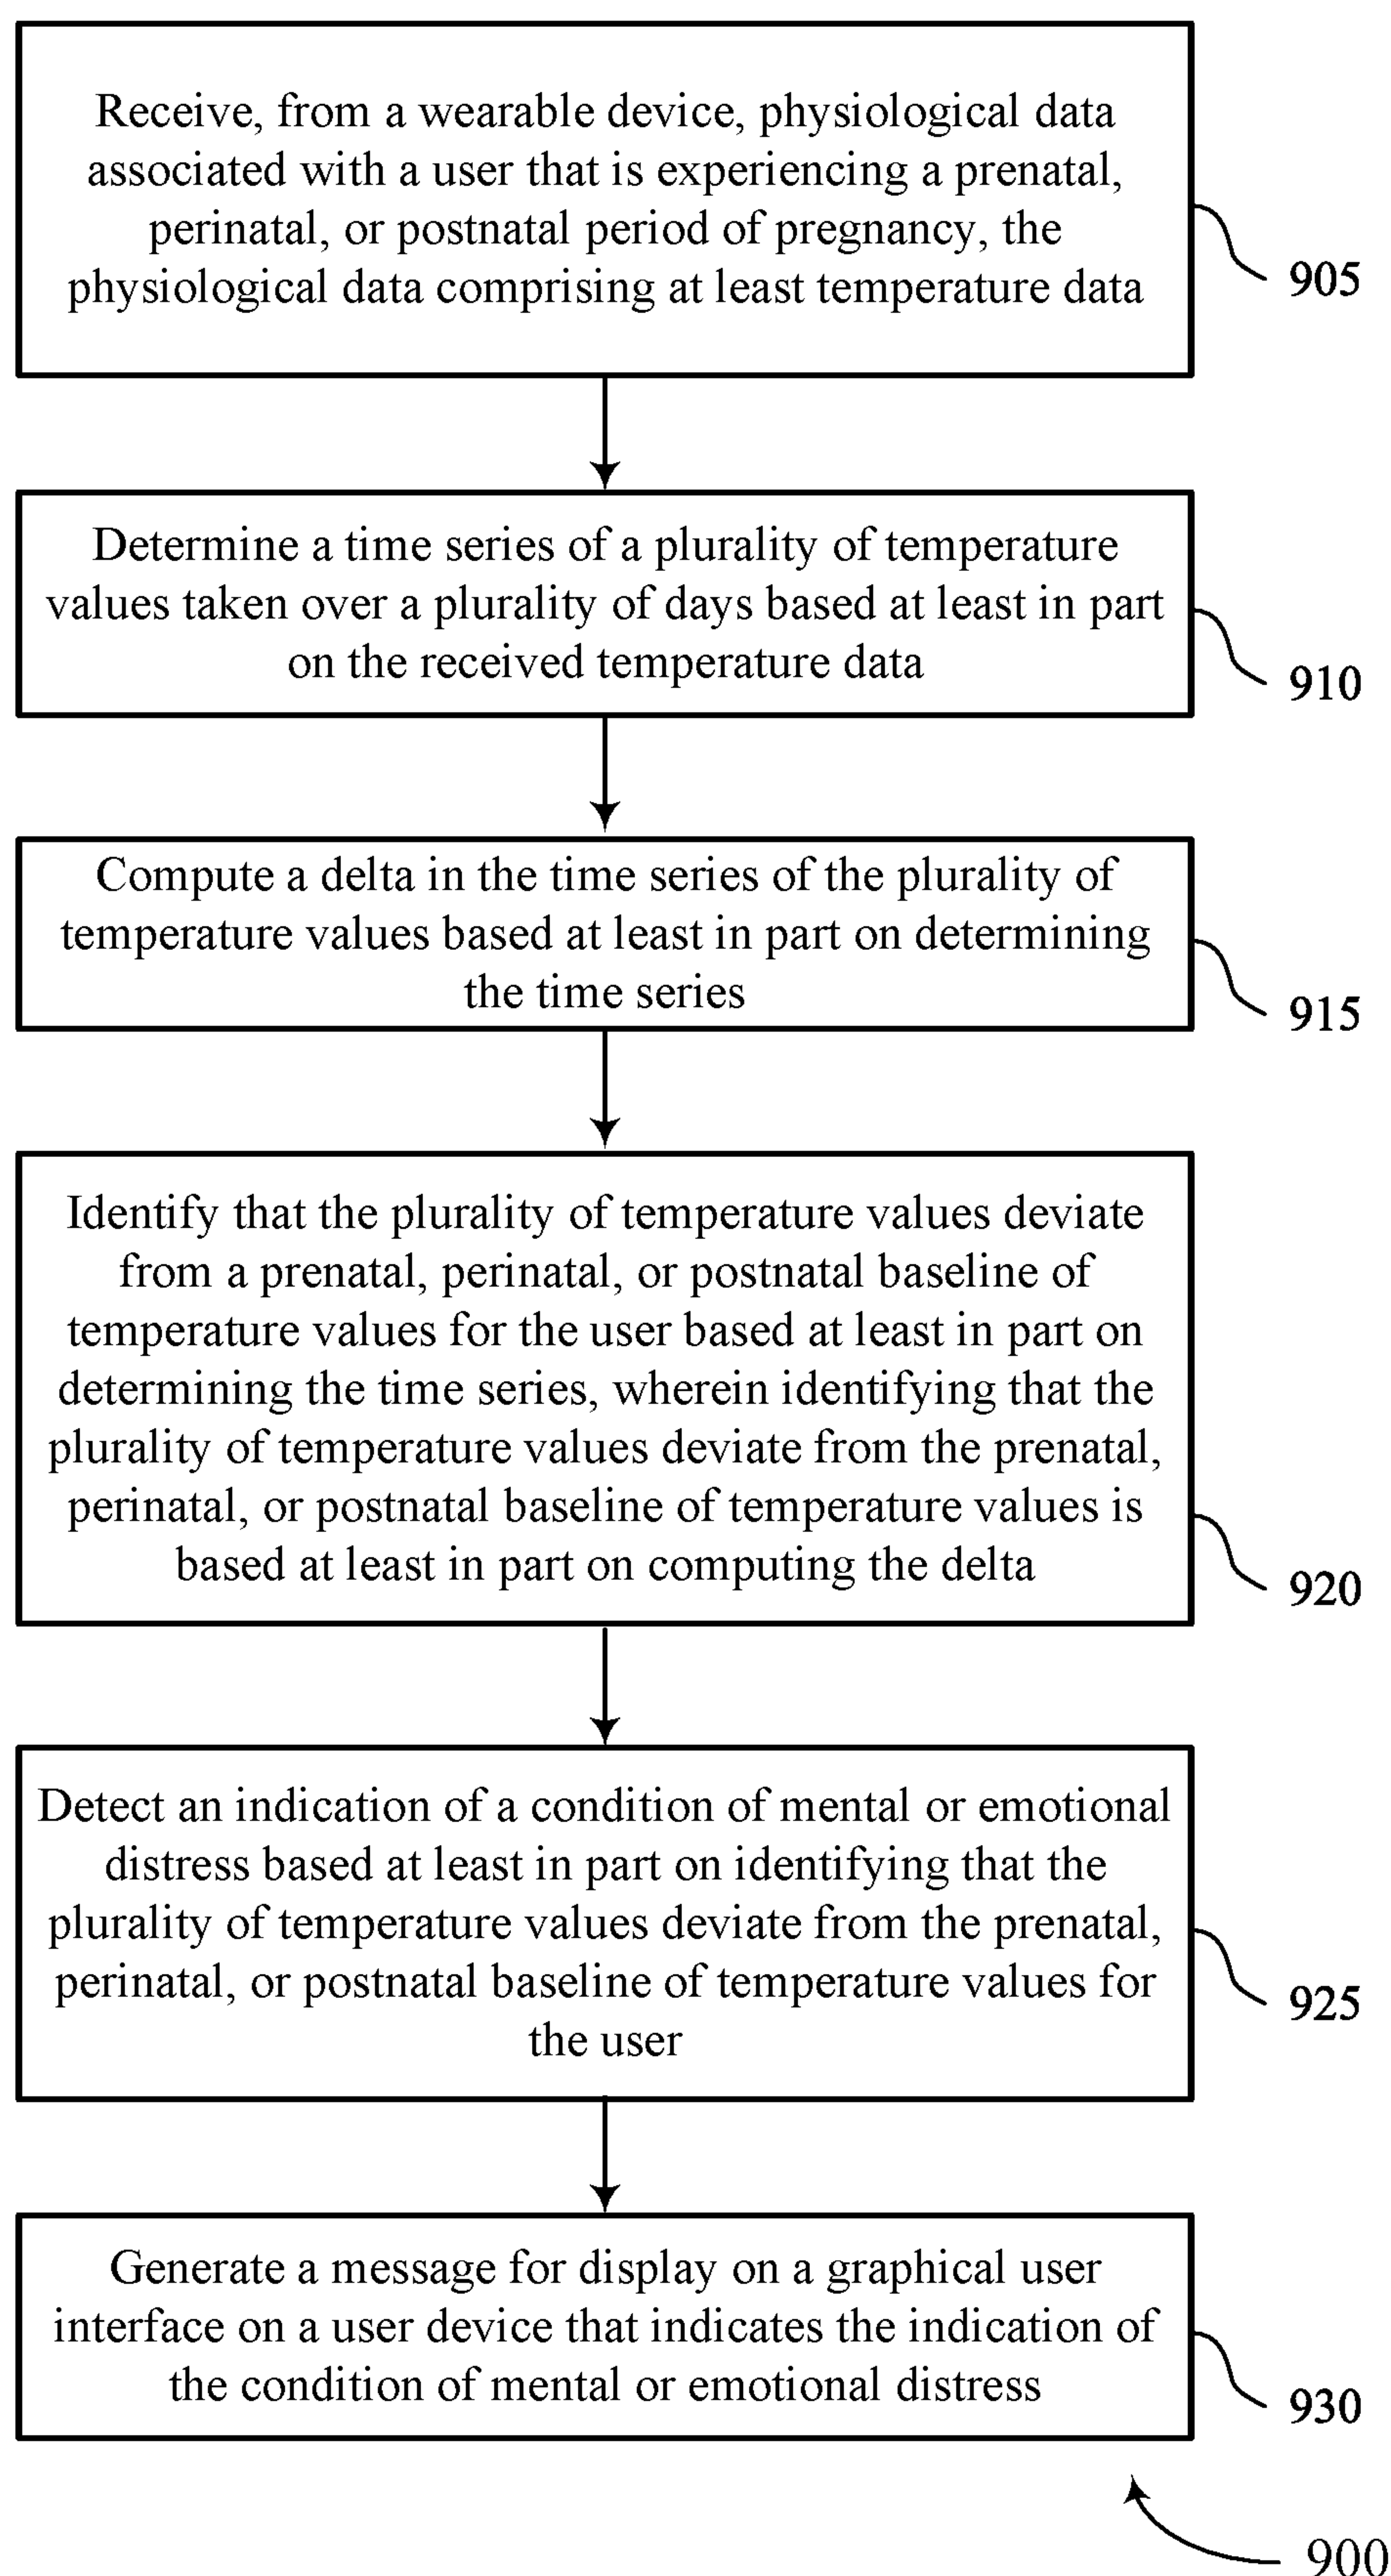 Receive, from a wearable device, physiological data
associated with a user that is experiencing a prenatal,
perinatal, or postnatal period of pregnancy, the
physiological data comprising at least temperature data
905
Determine a time series of a plurality of temperature
values taken over a plurality of days based at least in part
on the received temperature data
910
Compute a delta in the time series of the plurality of
temperature values based at least in part on determining
the time series
915
Identify that the plurality of temperature values deviate
from a prenatal, perinatal, or postnatal baseline of
temperature values for the user based at least in part on
determining the time series, wherein identifying that the
plurality of temperature values deviate from the prenatal,
perinatal, or postnatal baseline of temperature values is
based at least in part on computing the delta
920
Detect an indication of a condition of mental or emotional
distress based at least in part on identifying that the
plurality of temperature values deviate from the prenatal,
perinatal, or postnatal baseline of temperature values for
the user
925
Generate a message for display on a graphical user
interface on a user device that indicates the indication of
the condition of mental or emotional distress
930
900